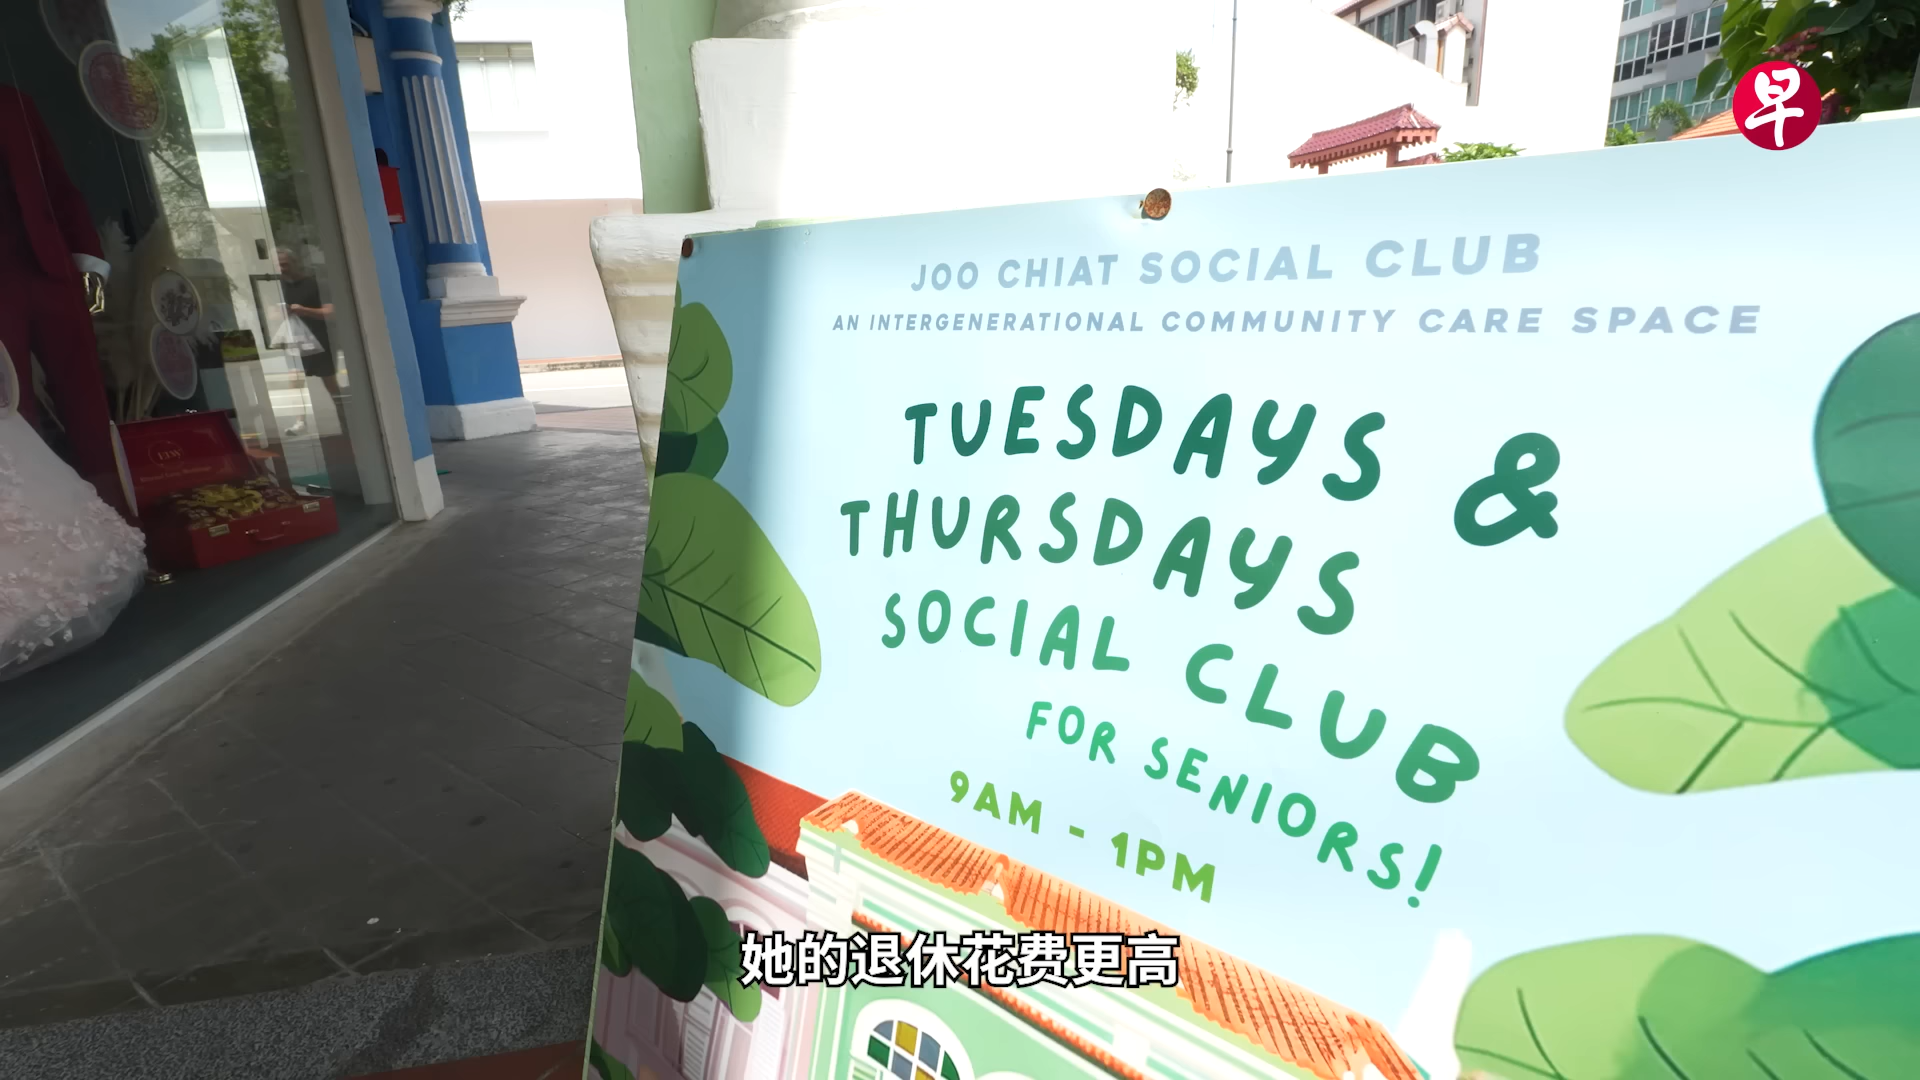 早
JOO CHIAT SOCIAL CLUB
AN INTERGENERATIONAL COMMUNITY CARE SPACE
TUESDAYS &
THURSDAYS
SOCIAL CLUB
FOR SENIORS!
9AM - 1PM
她的退休花费更高